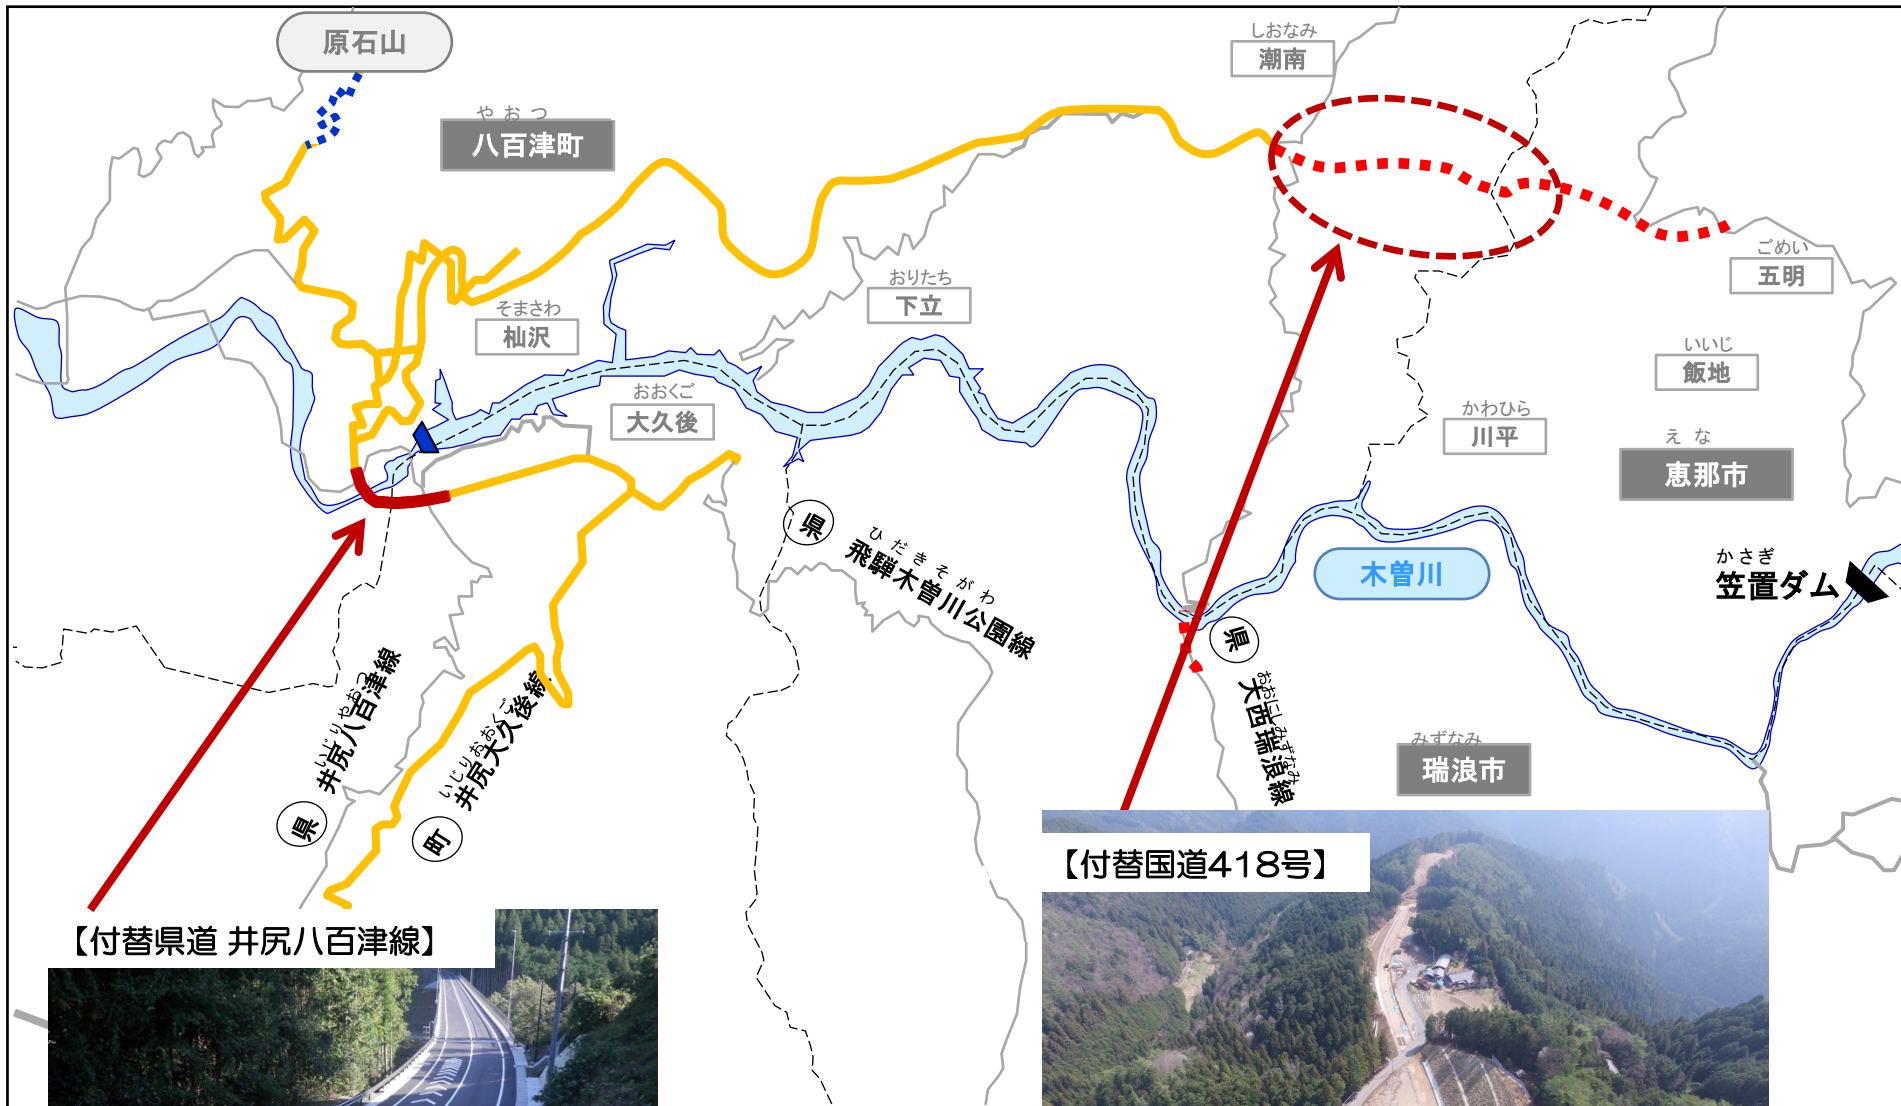 原石山
しおなみ
潮南
やおつ
八百津町
ごめい
五明
おりたち
下立
そまさわ
杣沢
いいじ
飯地
おおくご
大久後
かわひら
川平
えな
恵那市
県
ひだきそがわ
飛騨木曽川公園線
木曽川
かさぎ
笠置ダム
県
おおにしみずなみ
大西瑞浪線
いじりやおつ
井尻八百津線
県
いじりおおくご
井尻大久後線
町
みずなみ
瑞浪市
【付替国道418号】
【付替県道 井尻八百津線】